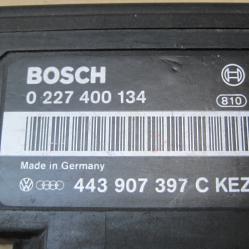 BOSCH
0 227 400 134
810
Made in Germany
443 907 397 C KEZ